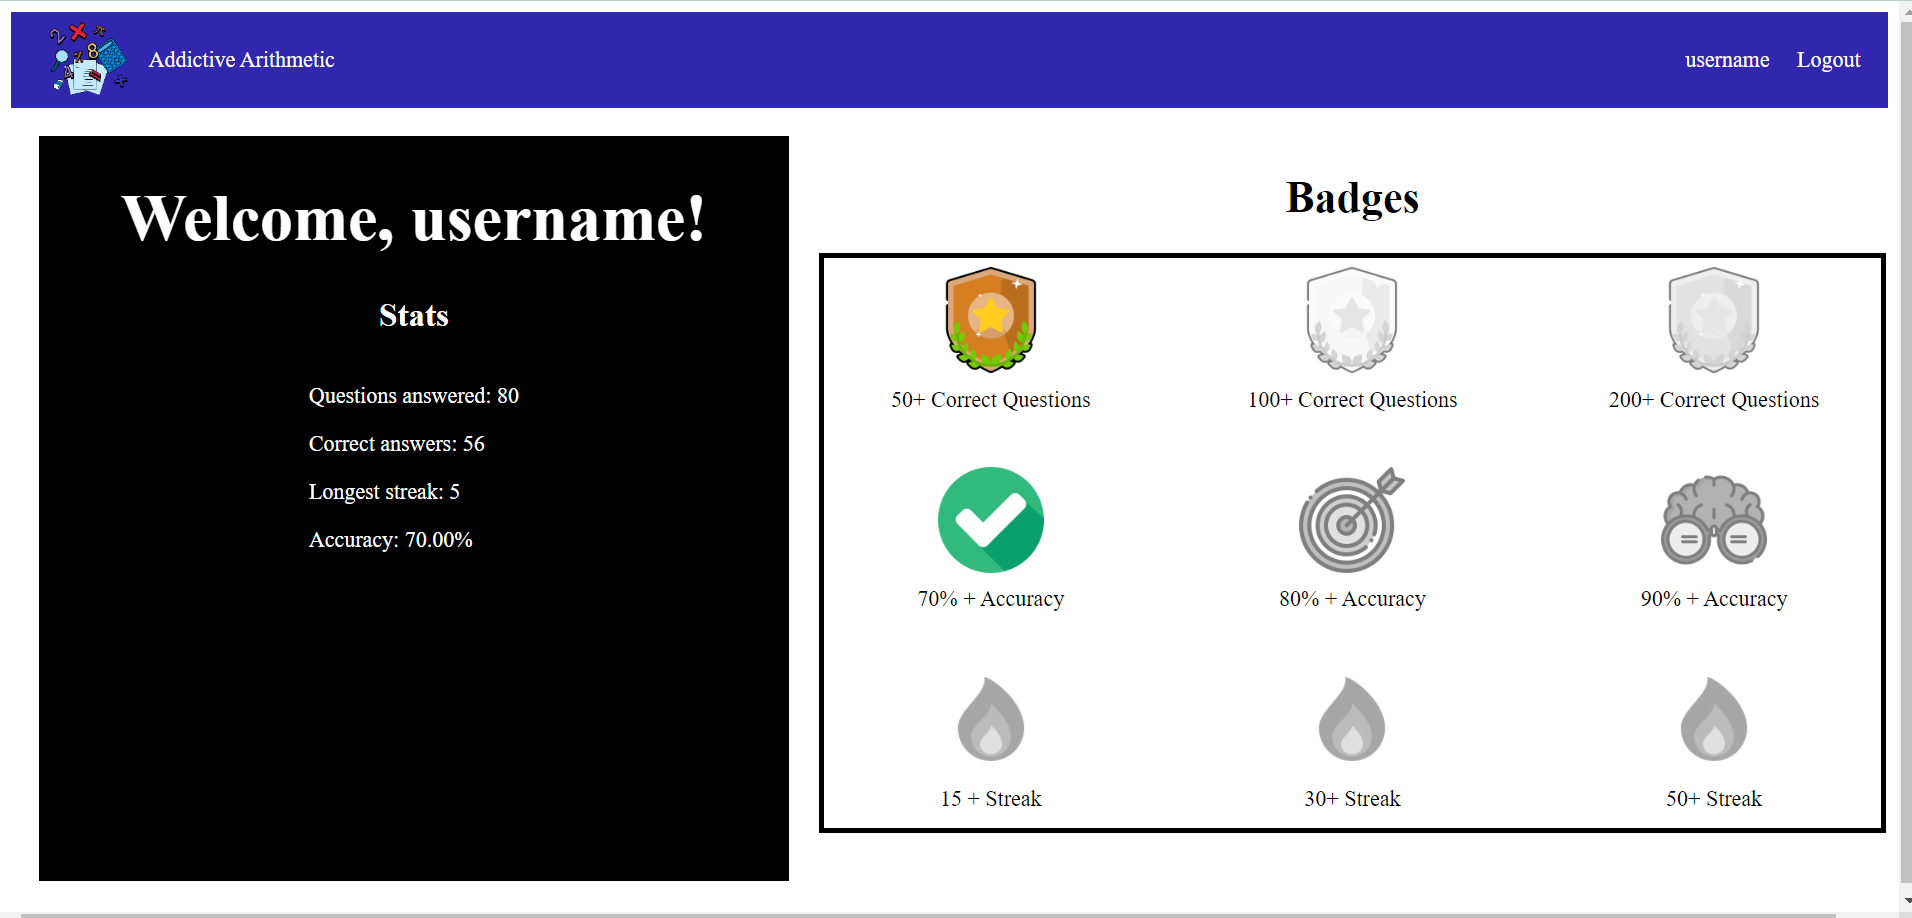 Addictive Arithmetic
username Logout
Welcome, username!
Stats
Questions answered: 80
Correct answers: 56
Longest streak: 5
Accuracy: 70.00%
Badges
50+ Correct Questions
100+ Correct Questions
200+ Correct Questions
70% + Accuracy
80% + Accuracy
90% + Accuracy
15 + Streak
30+ Streak
50+ Streak